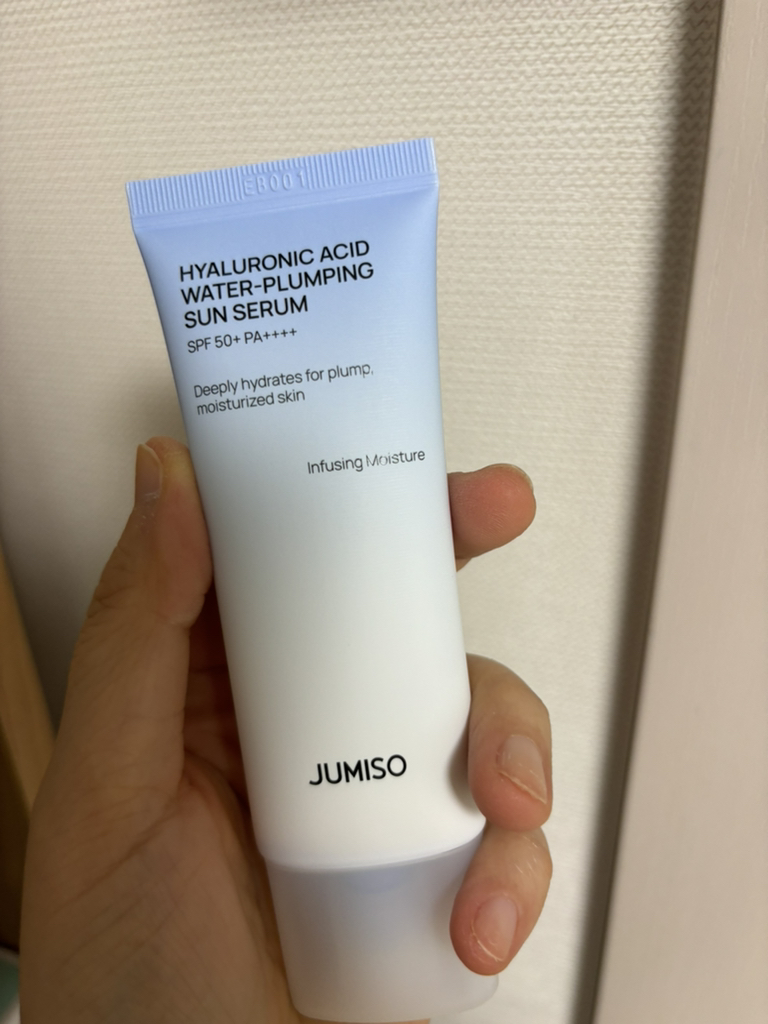 EB001
HYALURONIC ACID
WATER-PLUMPING
SUN SERUM
SPF 50+ PA++++
Deeply hydrates for plump,
moisturized skin
Infusing Moisture
JUMISO